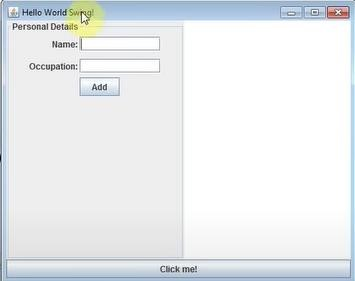 Hello World Swing!
Personal Details
Name:
Occupation:
Add
Click me!